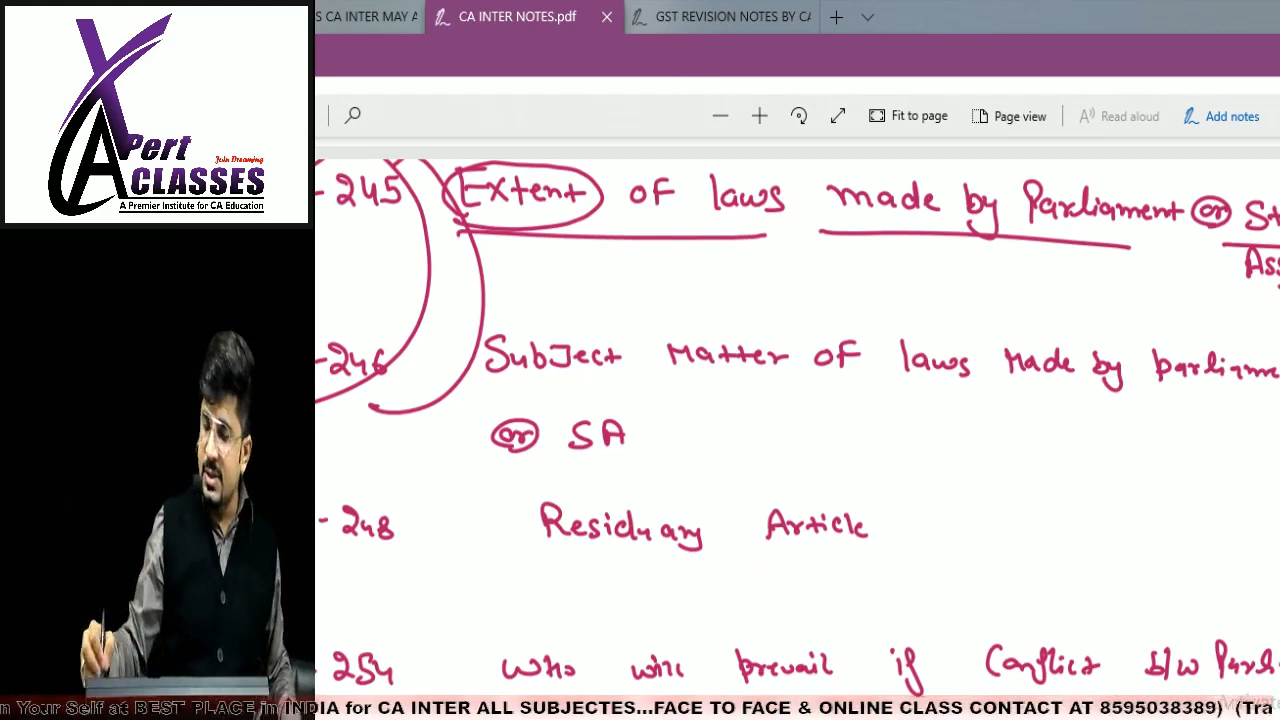 S CA INTER MAY A
CA INTER NOTES.pdf
GST REVISION NOTES BY CA
Fit to page
Page view
Read aloud
Add notes
Pert
Join Dreaming
CLASSES
A Premier Institute for CA Education
- 245 Extent of laws made by Parliament or St
Ass
- 246 Subject Matter of laws Made by parliame
or SA
- 248 Residuary Article
- 254 Who will prevail if Conflict b/w Parli
n Your Self at BEST PLACE in INDIA for CA INTER ALL SUBJECTES...FACE TO FACE & ONLINE CLASS CONTACT AT 8595038389) (Tra